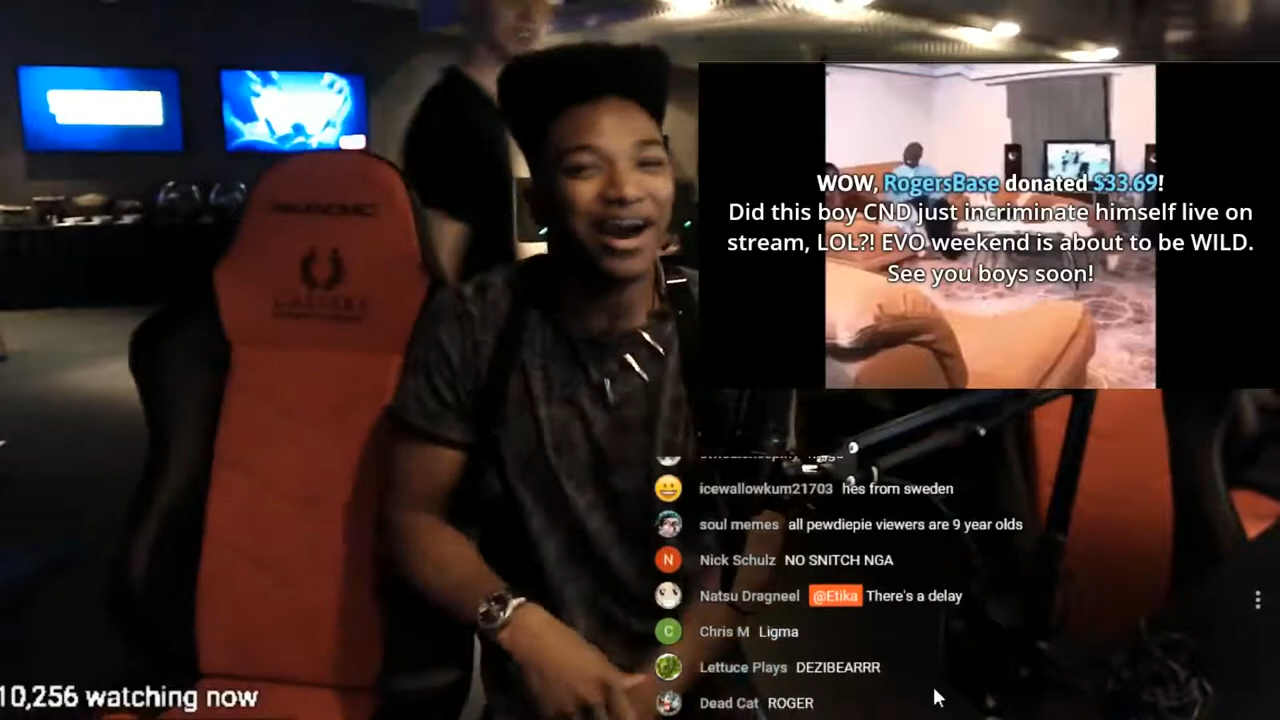 WOW, RogersBase donated $33.69!
Did this boy CND just incriminate himself live on
stream, LOL?! EVO weekend is about to be WILD.
See you boys soon!
icewallowkum21703 hes from sweden
soul memes all pewdiepie viewers are 9 year olds
N Nick Schulz NO SNITCH NGA
Natsu Dragneel @Etika There's a delay
C Chris M Ligma
Lettuce Plays DEZIBEARRR
Dead Cat ROGER
10,256 watching now